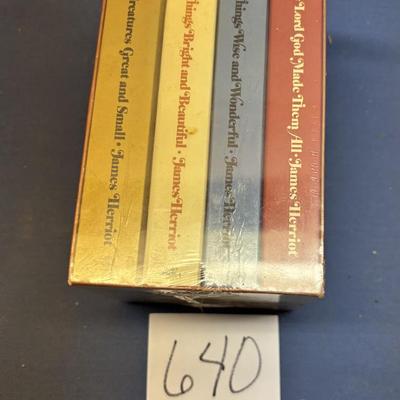 Creatures Great and Small • James Herriot
Things Bright and Beautiful • James Herriot
Things Wise and Wonderful • James Herriot
Lord God Made Them All • James Herriot
640